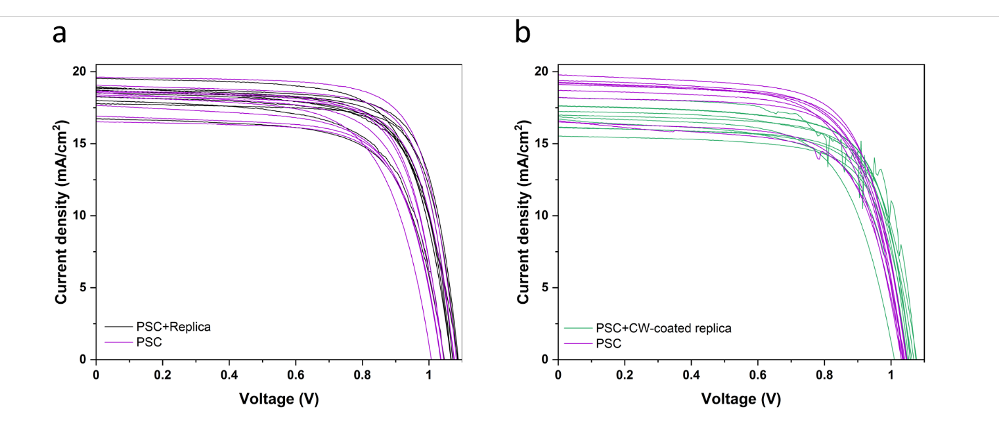 a
20
15
10
5
0
Current density (mA/cm²)
PSC+Replica
PSC
0 0.2 0.4 0.6 0.8 1
Voltage (V)
b
20
15
10
5
0
Current density (mA/cm²)
PSC+CW-coated replica
PSC
0 0.2 0.4 0.6 0.8 1
Voltage (V)